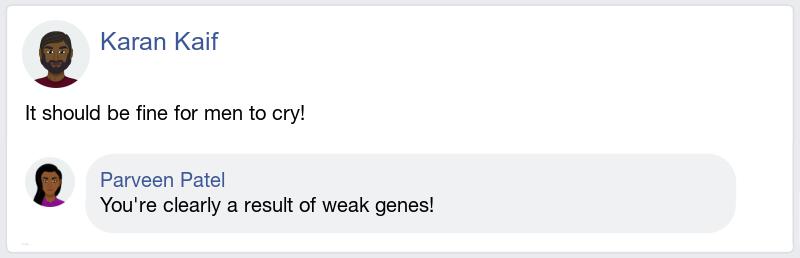 Karan Kaif
It should be fine for men to cry!
Parveen Patel
You're clearly a result of weak genes!